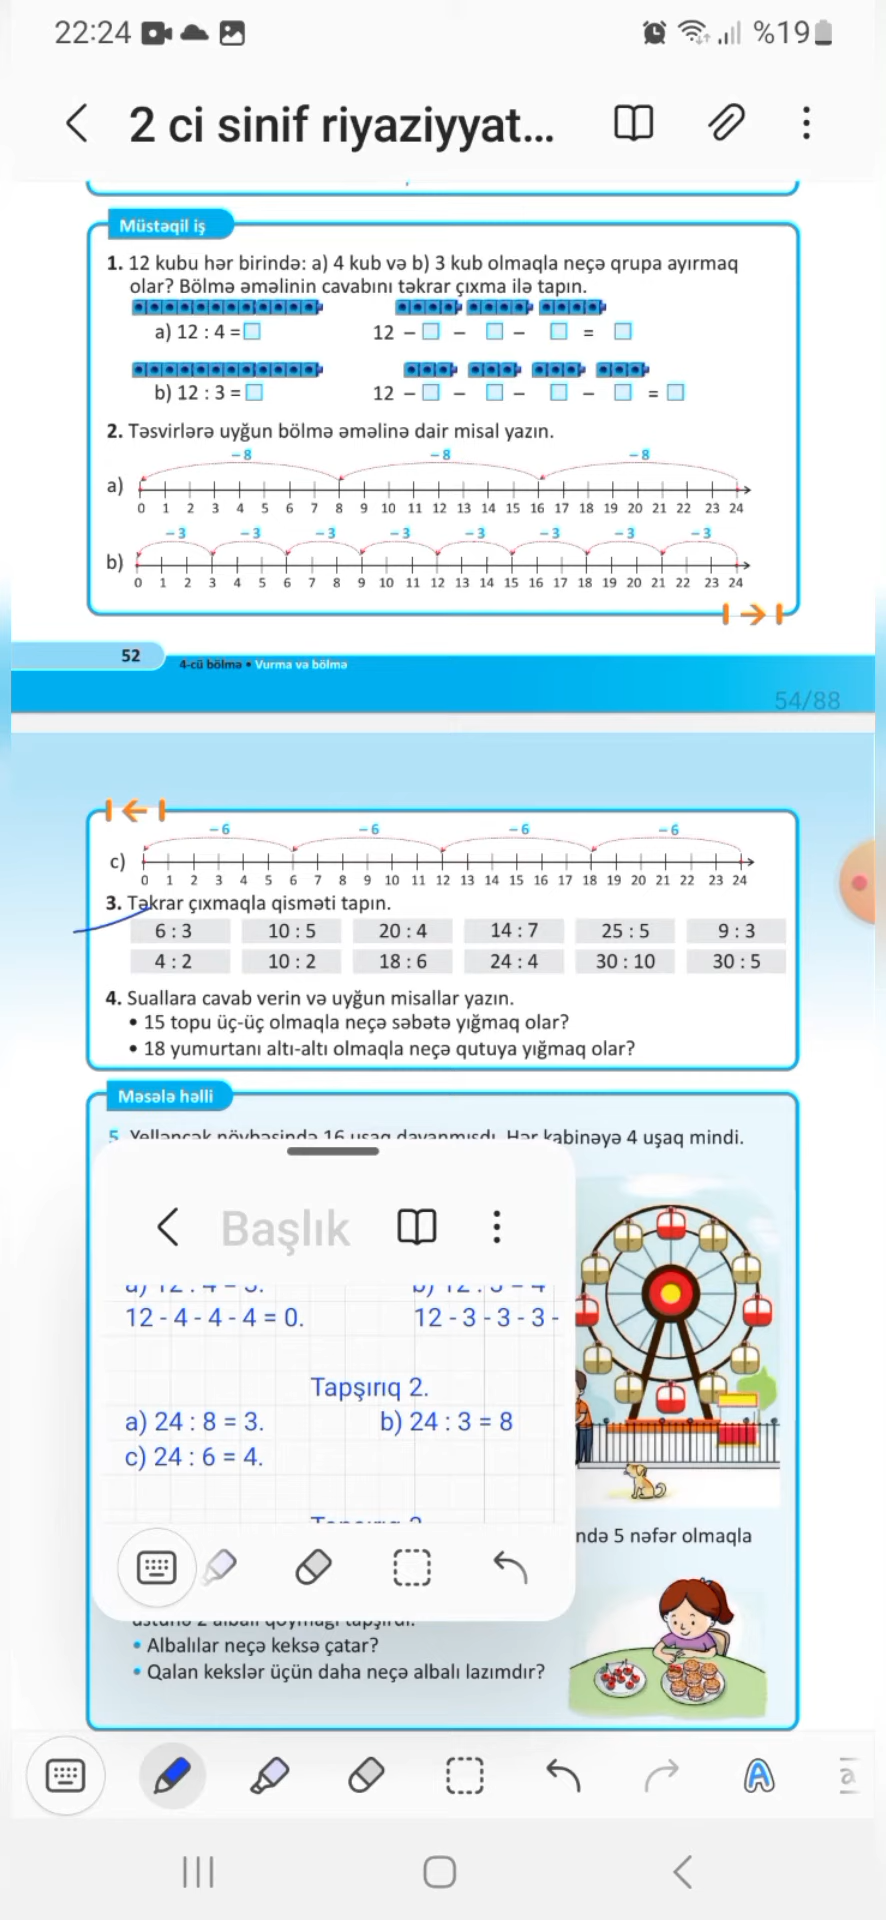 22:24 %19
2 ci sinif riyaziyyat...
Müstəqil iş
1. 12 kubu hər birində: a) 4 kub və b) 3 kub olmaqla neçə qrupa ayırmaq
olar? Bölmə əməlinin cavabını təkrar çıxma ilə tapın.
a) 12 : 4 = 12 – – – =
b) 12 : 3 = 12 – – – – =
2. Təsvirlərə uyğun bölmə əməlinə dair misal yazın.
–8 –8 –8
a)
0 1 2 3 4 5 6 7 8 9 10 11 12 13 14 15 16 17 18 19 20 21 22 23 24
–3 –3 –3 –3 –3 –3 –3 –3
b)
0 1 2 3 4 5 6 7 8 9 10 11 12 13 14 15 16 17 18 19 20 21 22 23 24
52 4-cü bölmə • Vurma və bölmə
54/88
–6 –6 –6 –6
c)
0 1 2 3 4 5 6 7 8 9 10 11 12 13 14 15 16 17 18 19 20 21 22 23 24
3. Təkrar çıxmaqla qisməti tapın.
6 : 3 10 : 5 20 : 4 14 : 7 25 : 5 9 : 3
4 : 2 10 : 2 18 : 6 24 : 4 30 : 10 30 : 5
4. Suallara cavab verin və uyğun misallar yazın.
• 15 topu üç-üç olmaqla neçə səbətə yığmaq olar?
• 18 yumurtanı altı-altı olmaqla neçə qutuya yığmaq olar?
Məsələ həlli
5. Yelləncək növbəsində 16 uşaq dayanmışdı. Hər kabinəyə 4 uşaq mindi.
Başlık
12 - 4 - 4 - 4 = 0. 12 - 3 - 3 - 3 -
Tapşırıq 2.
a) 24 : 8 = 3. b) 24 : 3 = 8
c) 24 : 6 = 4.
ndə 5 nəfər olmaqla
üstünə 2 albalı qoymağı tapşırdı.
• Albalılar neçə keksə çatar?
• Qalan kekslər üçün daha neçə albalı lazımdır?
A a